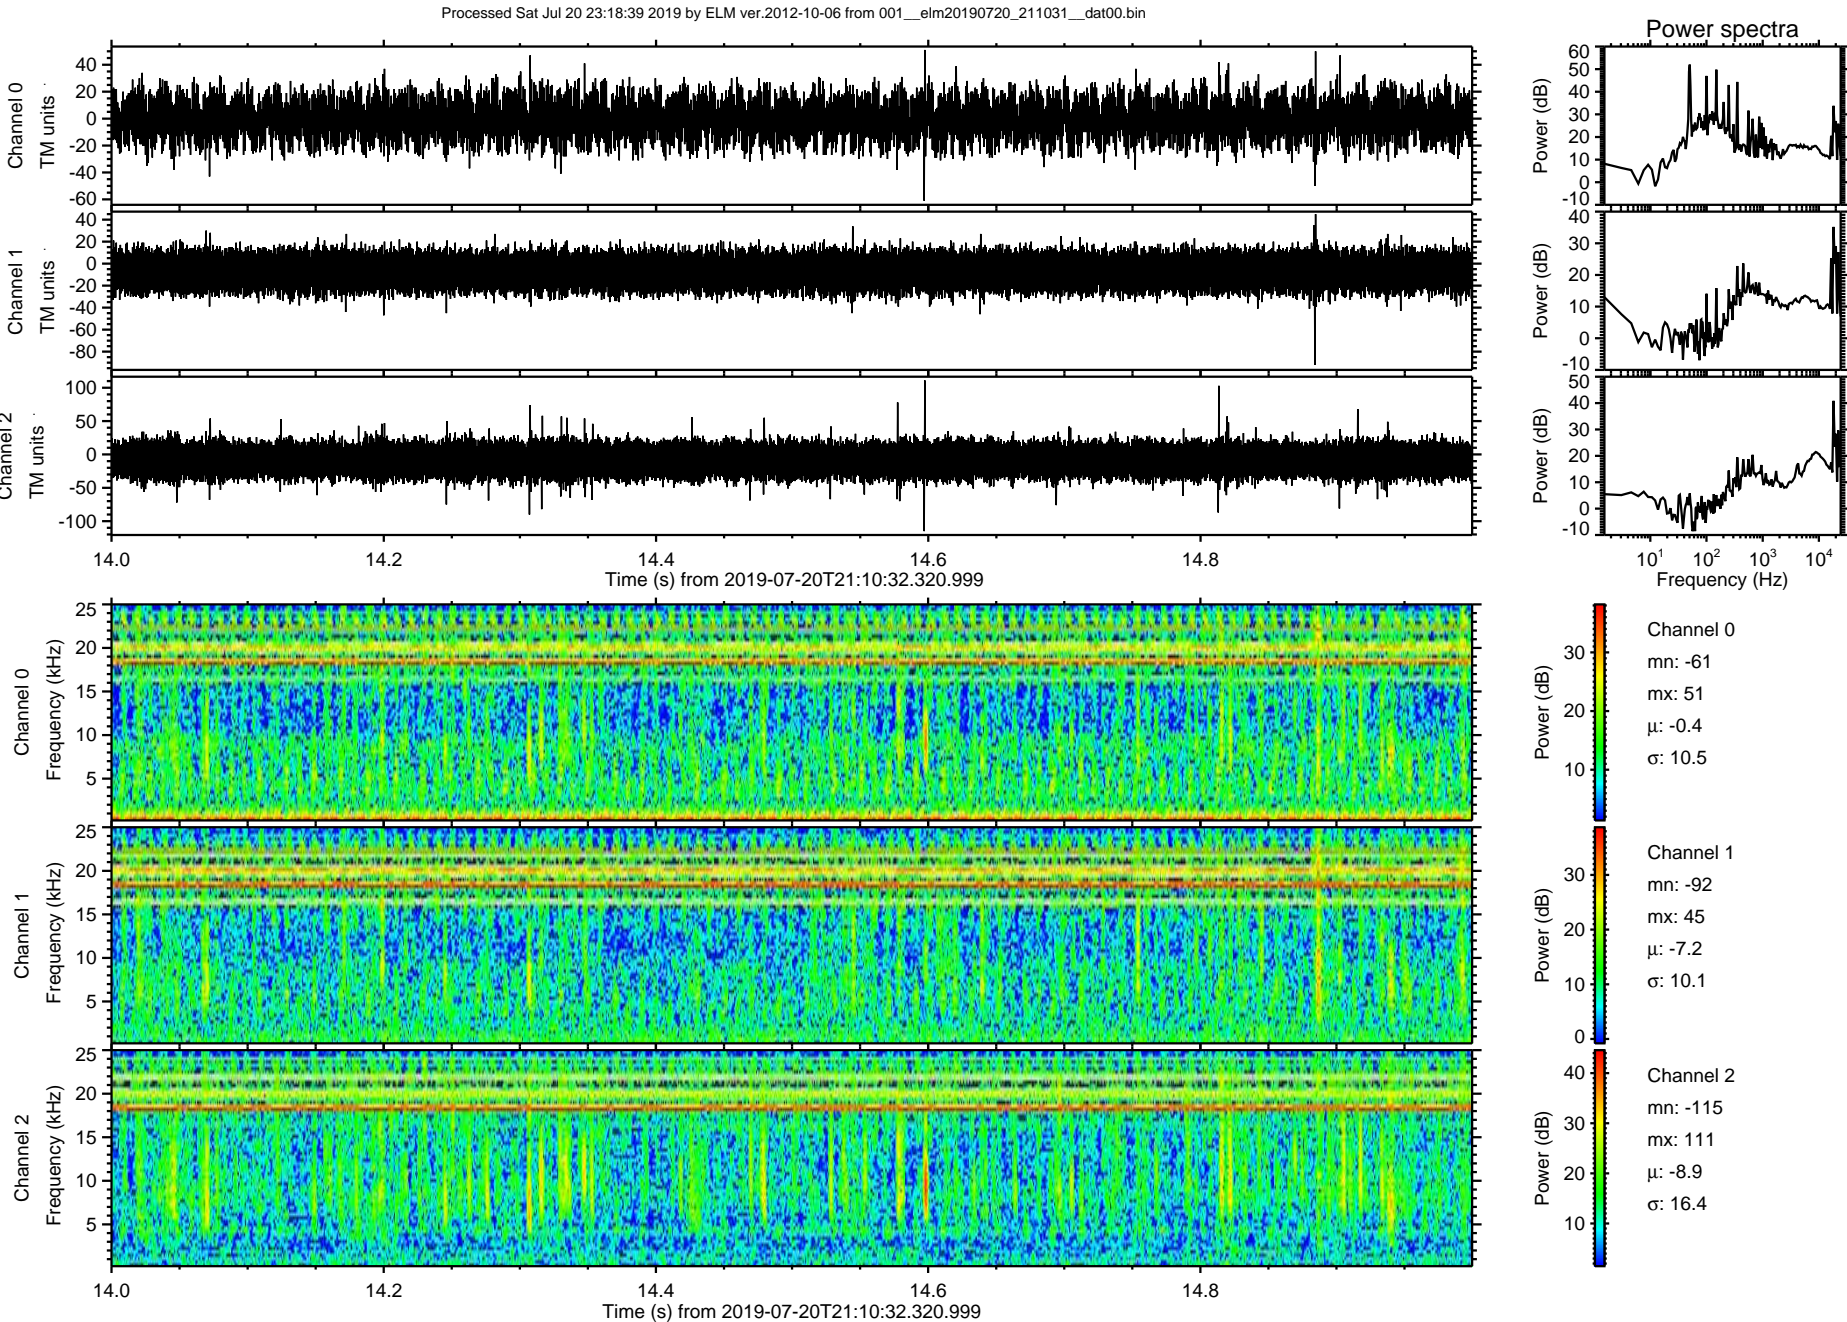 Processed Sat Jul 20 23:18:39 2019 by ELM ver.2012-10-06 from 001__elm20190720_211031__dat00.bin
Power spectra
Channel 0
TM units
40
20
0
-20
-40
-60
Power (dB)
60
50
40
30
20
10
0
-10
Channel 1
TM units
40
20
0
-20
-40
-60
-80
Power (dB)
40
30
20
10
0
-10
Channel 2
TM units
100
50
0
-50
-100
Power (dB)
50
40
30
20
10
0
-10
14.0 14.2 14.4 14.6 14.8
Time (s) from 2019-07-20T21:10:32.320.999
10^1 10^2 10^3 10^4
Frequency (Hz)
Channel 0
Frequency (kHz)
25
20
15
10
5
Power (dB)
30
20
10
Channel 0
mn: -61
mx: 51
μ: -0.4
σ: 10.5
Channel 1
Frequency (kHz)
25
20
15
10
5
Power (dB)
30
20
10
0
Channel 1
mn: -92
mx: 45
μ: -7.2
σ: 10.1
Channel 2
Frequency (kHz)
25
20
15
10
5
Power (dB)
40
30
20
10
Channel 2
mn: -115
mx: 111
μ: -8.9
σ: 16.4
14.0 14.2 14.4 14.6 14.8
Time (s) from 2019-07-20T21:10:32.320.999